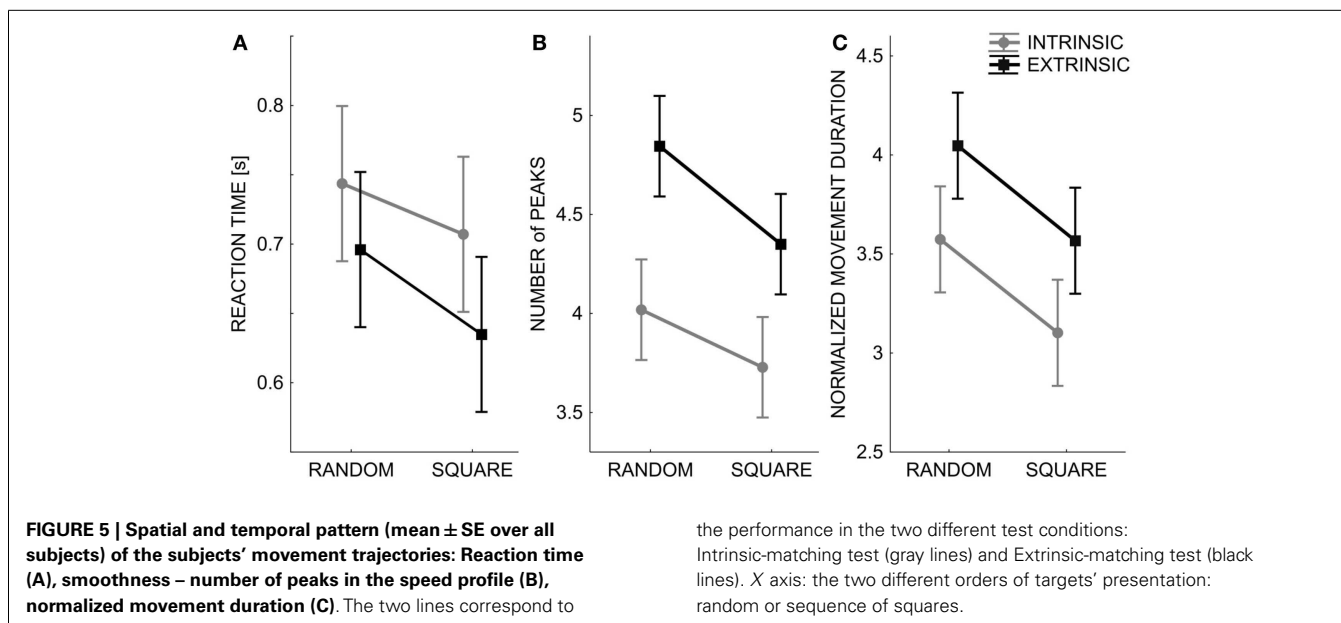 A
REACTION TIME [s]
0.8
0.7
0.6
RANDOM SQUARE
B
NUMBER of PEAKS
5
4.5
4
3.5
RANDOM SQUARE
C
NORMALIZED MOVEMENT DURATION
4.5
4
3.5
3
2.5
RANDOM SQUARE
INTRINSIC
EXTRINSIC
FIGURE 5 | Spatial and temporal pattern (mean ± SE over all
subjects) of the subjects’ movement trajectories: Reaction time
(A), smoothness – number of peaks in the speed profile (B),
normalized movement duration (C). The two lines correspond to
the performance in the two different test conditions:
Intrinsic-matching test (gray lines) and Extrinsic-matching test (black
lines). X axis: the two different orders of targets’ presentation:
random or sequence of squares.